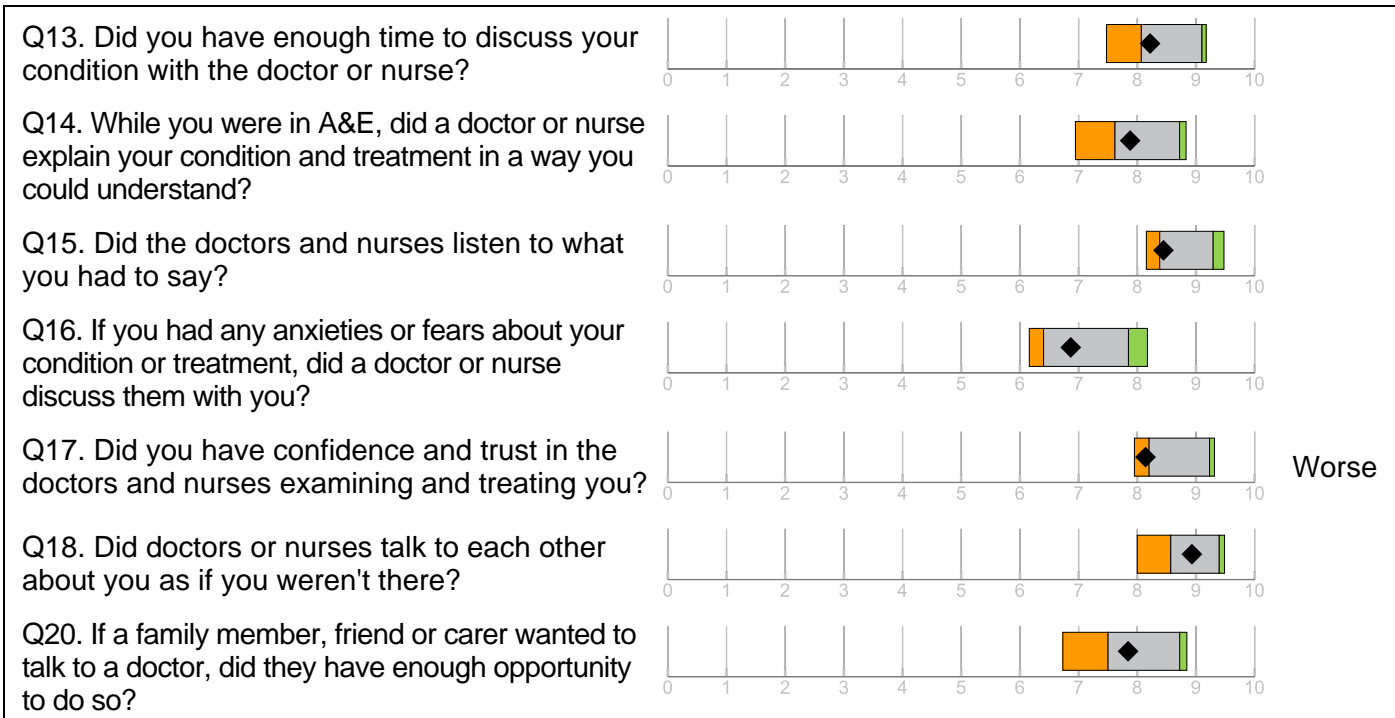 Q13. Did you have enough time to discuss your
condition with the doctor or nurse?
0 1 2 3 4 5 6 7 8 9 10
Q14. While you were in A&E, did a doctor or nurse
explain your condition and treatment in a way you
could understand?
0 1 2 3 4 5 6 7 8 9 10
Q15. Did the doctors and nurses listen to what
you had to say?
0 1 2 3 4 5 6 7 8 9 10
Q16. If you had any anxieties or fears about your
condition or treatment, did a doctor or nurse
discuss them with you?
0 1 2 3 4 5 6 7 8 9 10
Q17. Did you have confidence and trust in the
doctors and nurses examining and treating you?
0 1 2 3 4 5 6 7 8 9 10
Worse
Q18. Did doctors or nurses talk to each other
about you as if you weren't there?
0 1 2 3 4 5 6 7 8 9 10
Q20. If a family member, friend or carer wanted to
talk to a doctor, did they have enough opportunity
to do so?
0 1 2 3 4 5 6 7 8 9 10